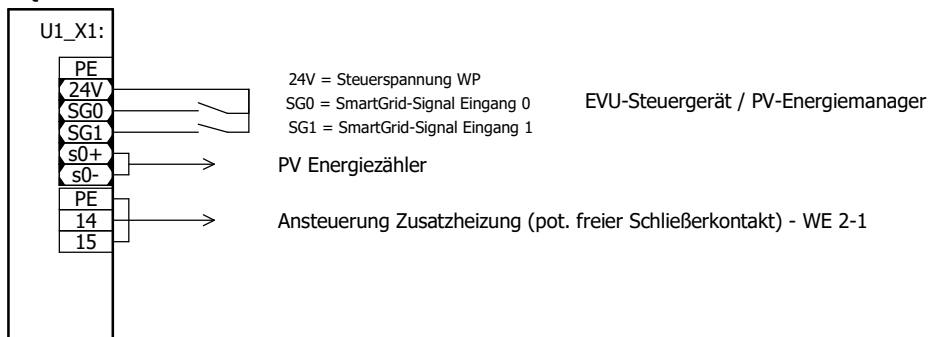 U1_X1:
PE
24V
SG0
SG1
s0+
s0-
PE
14
15
24V = Steuerspannung WP
SG0 = SmartGrid-Signal Eingang 0
SG1 = SmartGrid-Signal Eingang 1
EVU-Steuergerät / PV-Energiemanager
PV Energiezähler
Ansteuerung Zusatzheizung (pot. freier Schließerkontakt) - WE 2-1